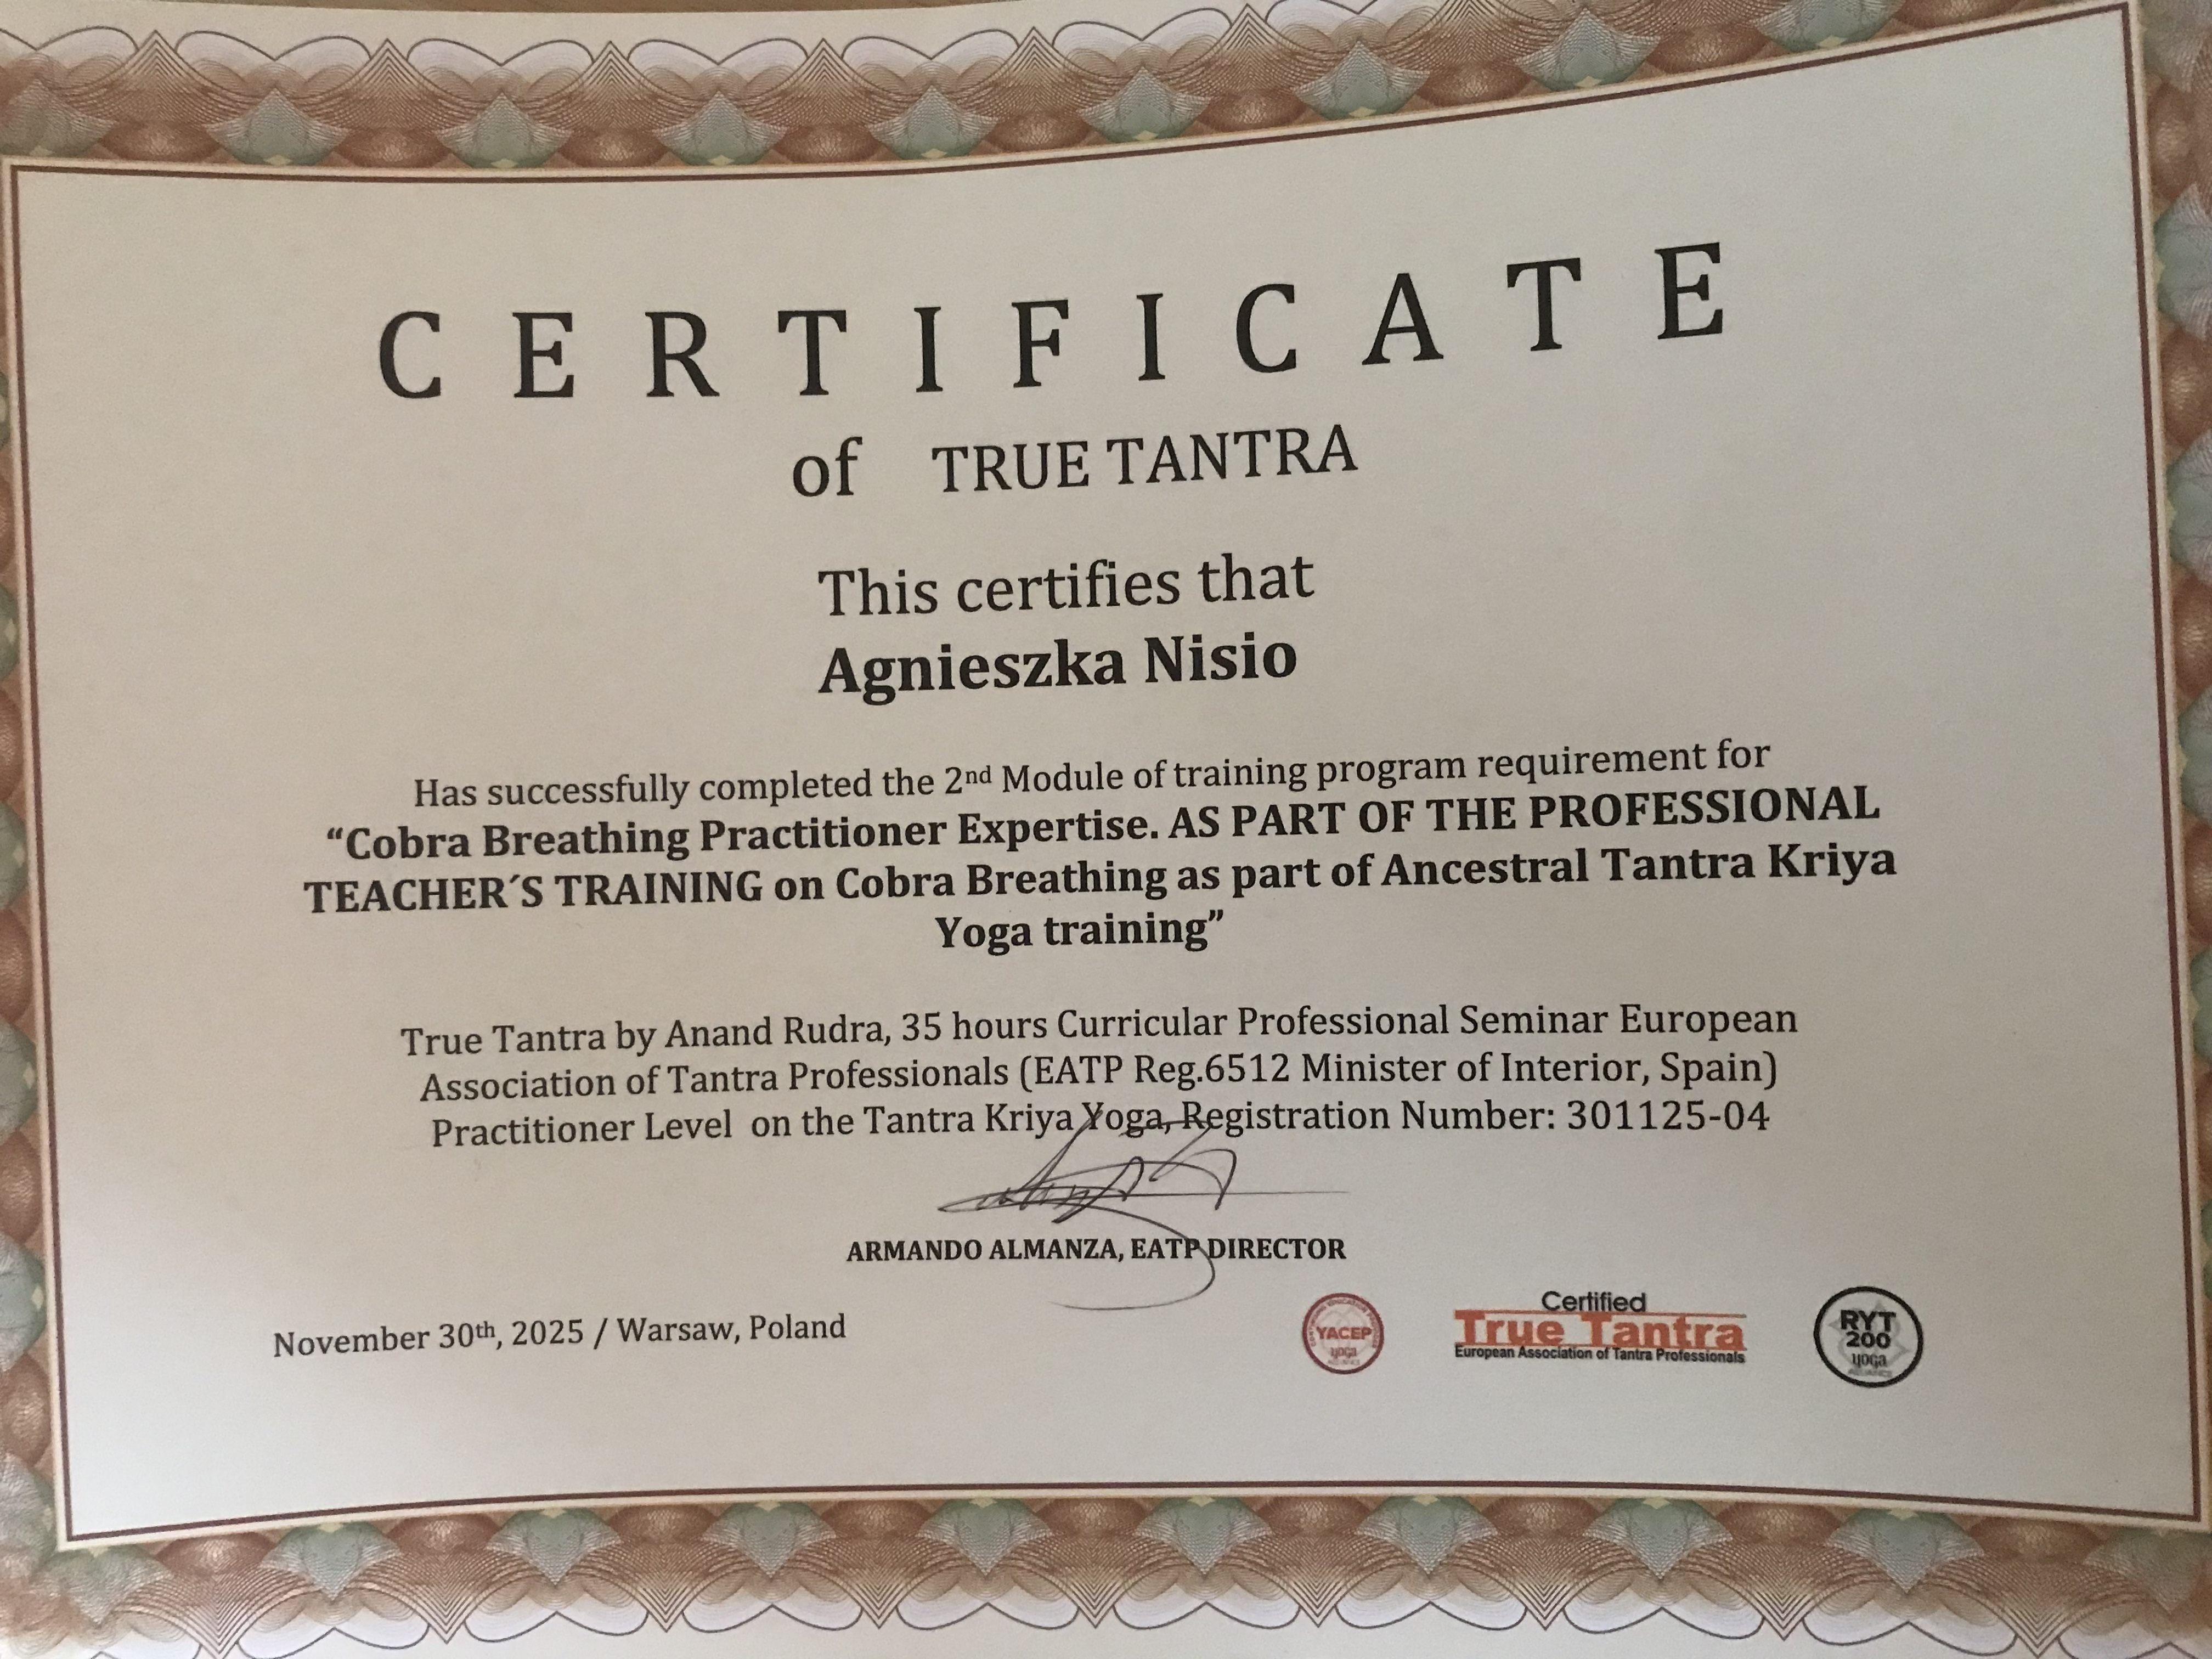 CERTIFICATE
of TRUE TANTRA
This certifies that
Agnieszka Nisio
Has successfully completed the 2nd Module of training program requirement for
“Cobra Breathing Practitioner Expertise. AS PART OF THE PROFESSIONAL
TEACHER´S TRAINING on Cobra Breathing as part of Ancestral Tantra Kriya
Yoga training”
True Tantra by Anand Rudra, 35 hours Curricular Professional Seminar European
Association of Tantra Professionals (EATP Reg.6512 Minister of Interior, Spain)
Practitioner Level on the Tantra Kriya Yoga, Registration Number: 301125-04
ARMANDO ALMANZA, EATP DIRECTOR
November 30th, 2025 / Warsaw, Poland
YACEP
yoga
Certified
True Tantra
European Association of Tantra Professionals
RYT
200
yoga
ALLIANCE